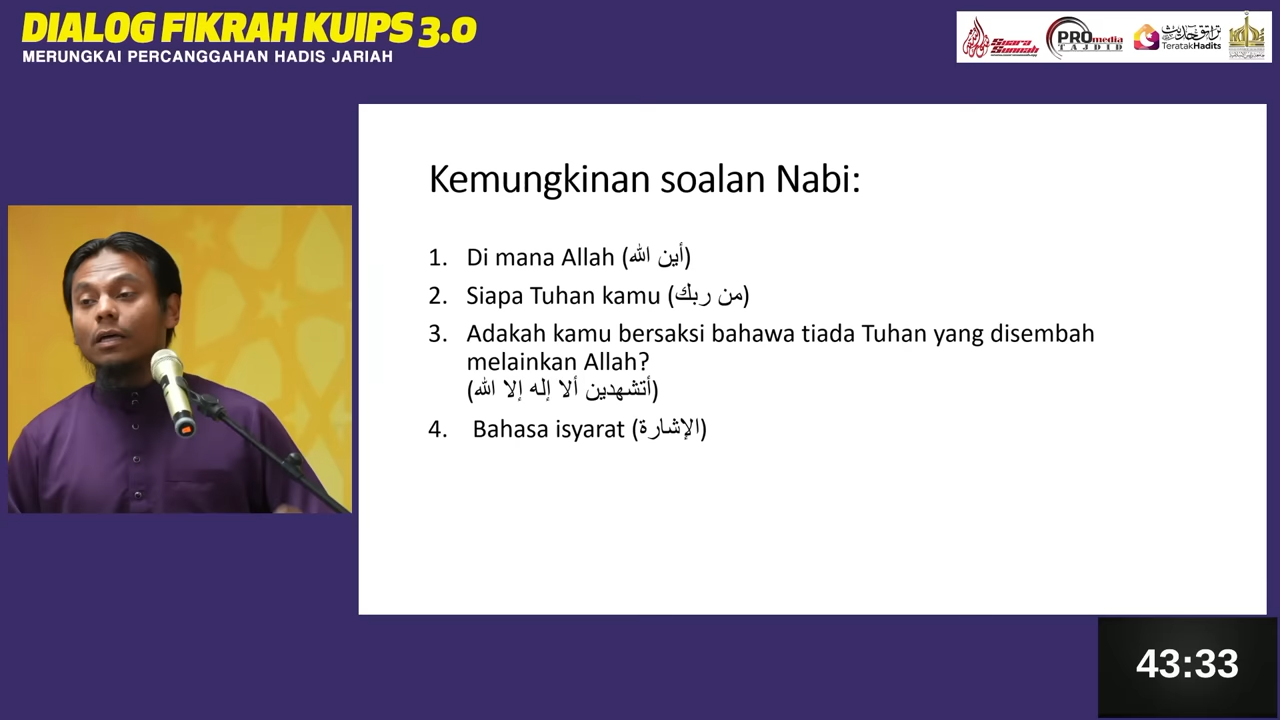 DIALOG FIKRAH KUIPS 3.0
MERUNGKAI PERCANGGAHAN HADIS JARIAH
Suara Sunnah
PROmedia
TAJDID
TeratakHadits
Kemungkinan soalan Nabi:
1. Di mana Allah (أين الله)
2. Siapa Tuhan kamu (من ربك)
3. Adakah kamu bersaksi bahawa tiada Tuhan yang disembah
melainkan Allah?
(أتشهدين ألا إله إلا الله)
4. Bahasa isyarat (الإشارة)
43:33